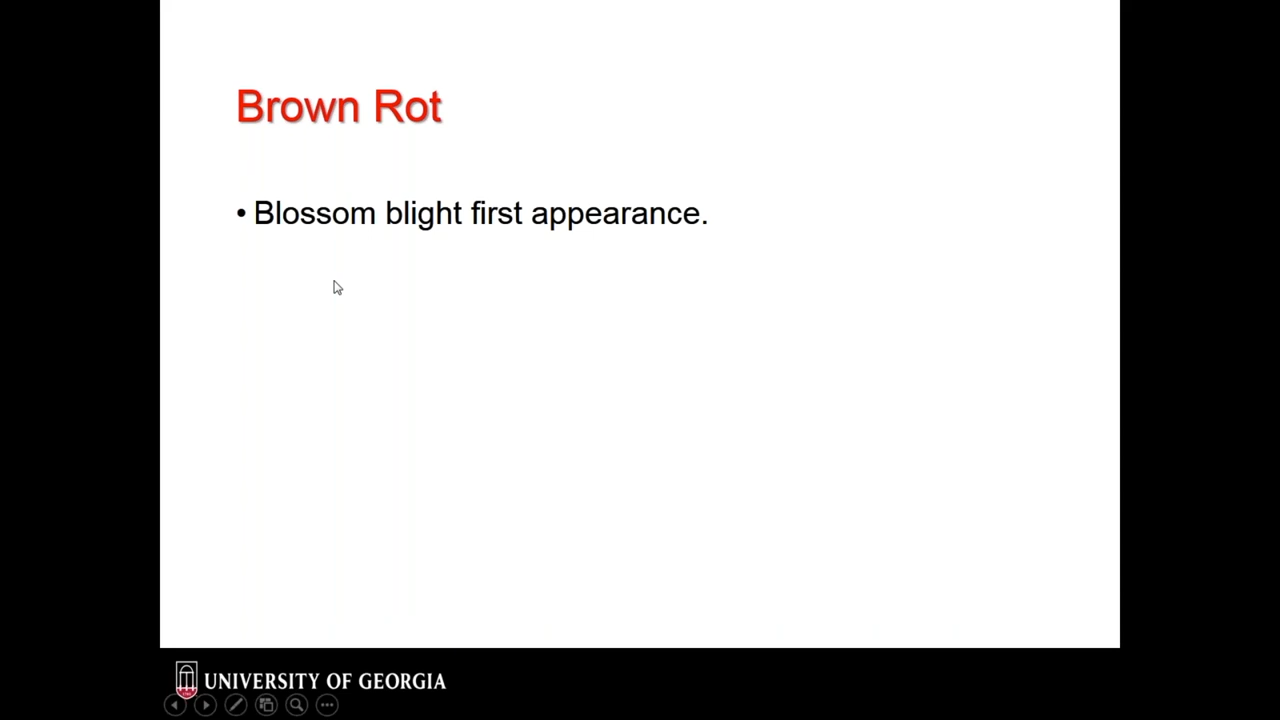 Brown Rot
• Blossom blight first appearance.
UNIVERSITY OF GEORGIA